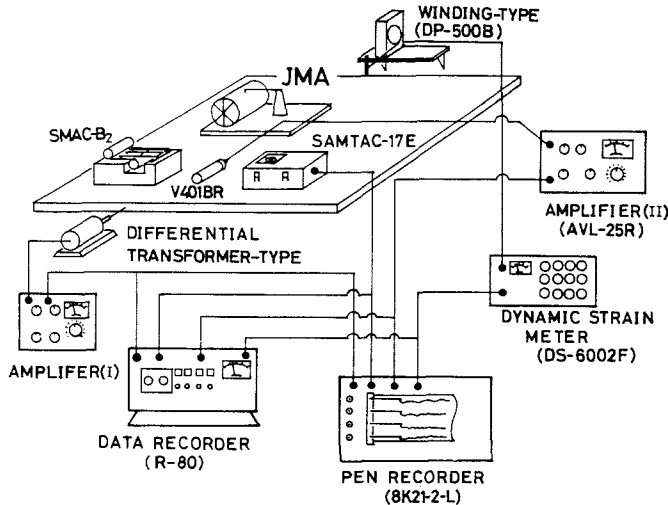 WINDING-TYPE
(DP-500B)
JMA
SMAC-B2
SAMTAC-17E
V401BR
AMPLIFIER(II)
(AVL-25R)
DIFFERENTIAL
TRANSFORMER-TYPE
DYNAMIC STRAIN
METER
(DS-6002F)
AMPLIFER(I)
DATA RECORDER
(R-80)
PEN RECORDER
(8K21-2-L)